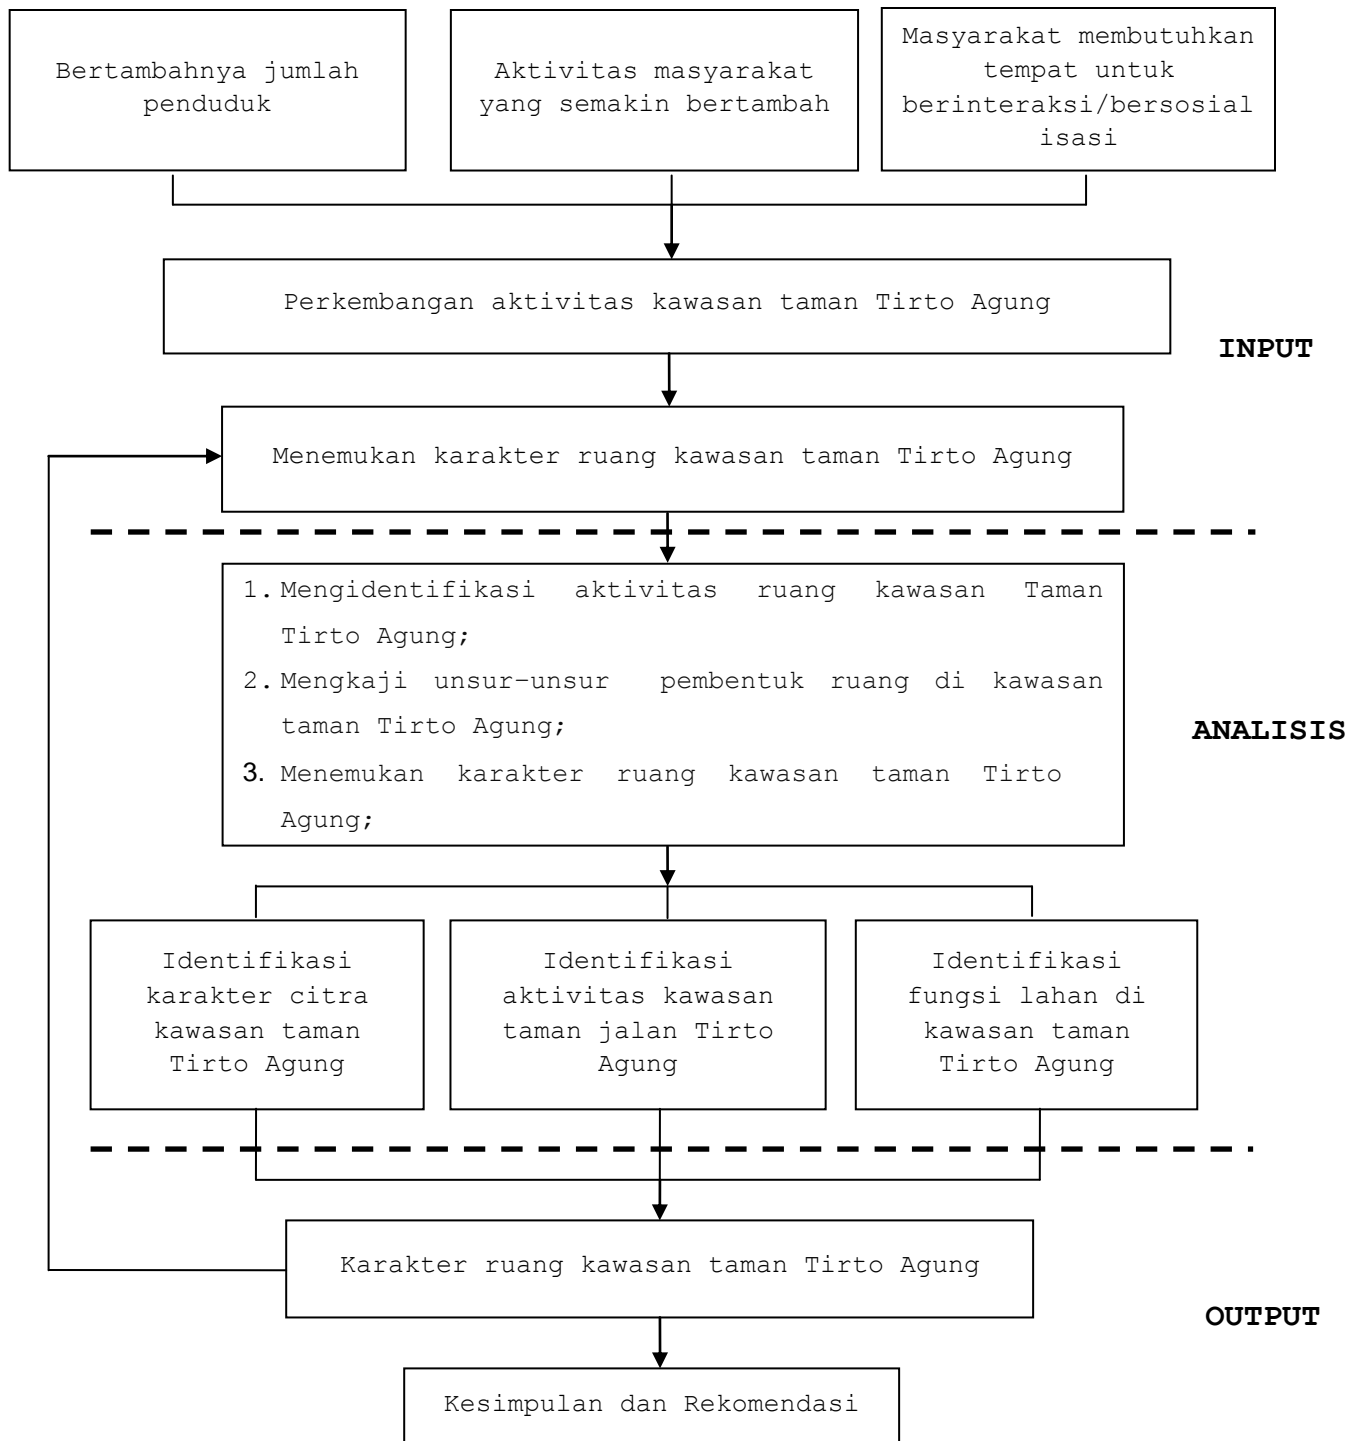 Bertambahnya jumlah
penduduk
Aktivitas masyarakat
yang semakin bertambah
Masyarakat membutuhkan
tempat untuk
berinteraksi/bersosial
isasi
Perkembangan aktivitas kawasan taman Tirto Agung
INPUT
Menemukan karakter ruang kawasan taman Tirto Agung
1. Mengidentifikasi aktivitas ruang kawasan Taman
Tirto Agung;
2. Mengkaji unsur-unsur pembentuk ruang di kawasan
taman Tirto Agung;
3. Menemukan karakter ruang kawasan taman Tirto
Agung;
ANALISIS
Identifikasi
karakter citra
kawasan taman
Tirto Agung
Identifikasi
aktivitas kawasan
taman jalan Tirto
Agung
Identifikasi
fungsi lahan di
kawasan taman
Tirto Agung
Karakter ruang kawasan taman Tirto Agung
OUTPUT
Kesimpulan dan Rekomendasi